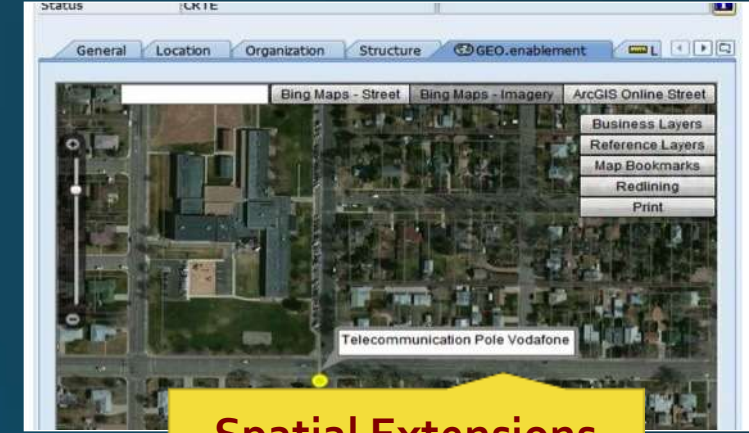 Status CRTE
General Location Organization Structure GEO.enablement L
Bing Maps - Street Bing Maps - Imagery ArcGIS Online Street
Business Layers
Reference Layers
Map Bookmarks
Redlining
Print
Telecommunication Pole Vodafone
Spatial Extensions